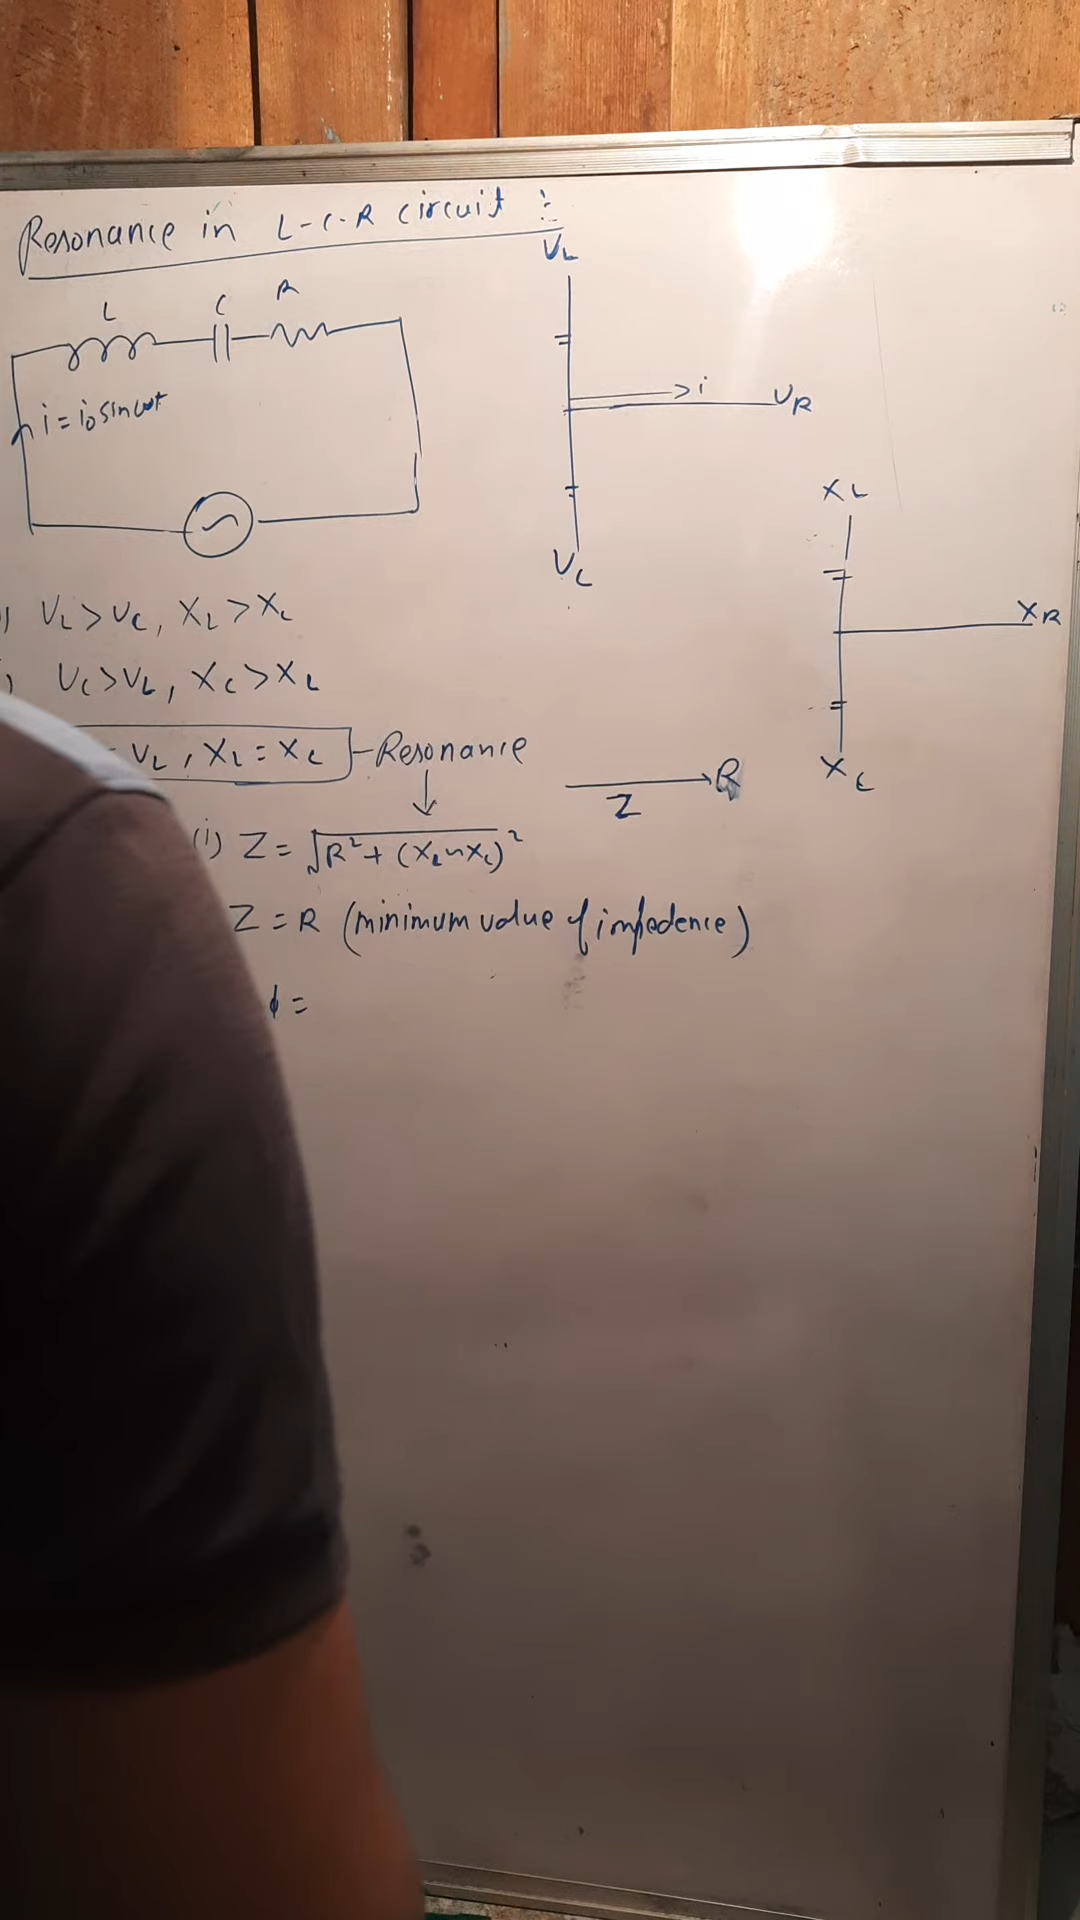 Resonance in L-C-R circuit :-
L C R
i = i₀ sin ωt
V_L
i
V_R
V_C
X_L
X_R
X_C
) V_L > V_C, X_L > X_C
) V_C > V_L, X_C > X_L
= V_L, X_L = X_C - Resonance
Z R
(i) Z = √R² + (X_L ~ X_C)²
Z = R (minimum value of impedence)
ϕ =